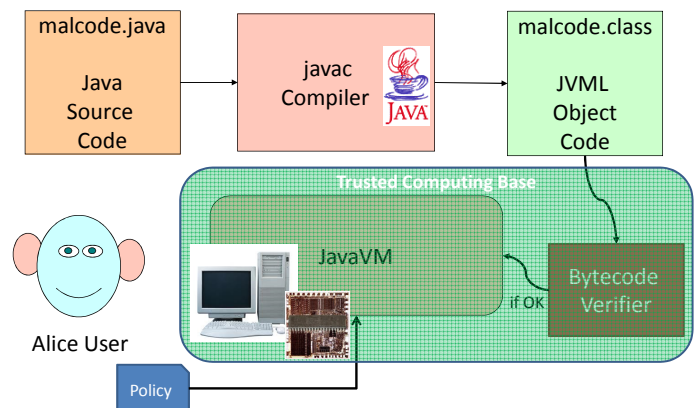 malcode.java
Java
Source
Code
javac
Compiler
JAVA
malcode.class
JVML
Object
Code
Trusted Computing Base
JavaVM
Bytecode
Verifier
if OK
Alice User
Policy